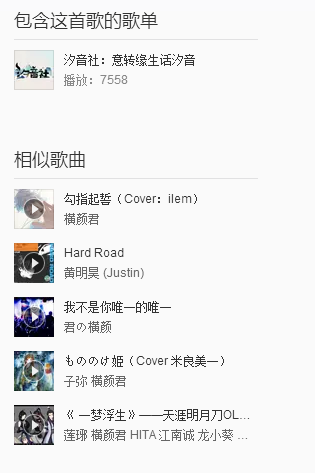 包含这首歌的歌单
汐音社
汐音社：意转缘生话汐音
播放：7558
相似歌曲
勾指起誓（Cover：ilem）
横颜君
Hard Road
黄明昊 (Justin)
我不是你唯一的唯一
君の横颜
もののけ姫（Cover 米良美一）
子弥 横颜君
《 一梦浮生 》——天涯明月刀OL...
莲琊 横颜君 HITA 江南诚 龙小葵 ...